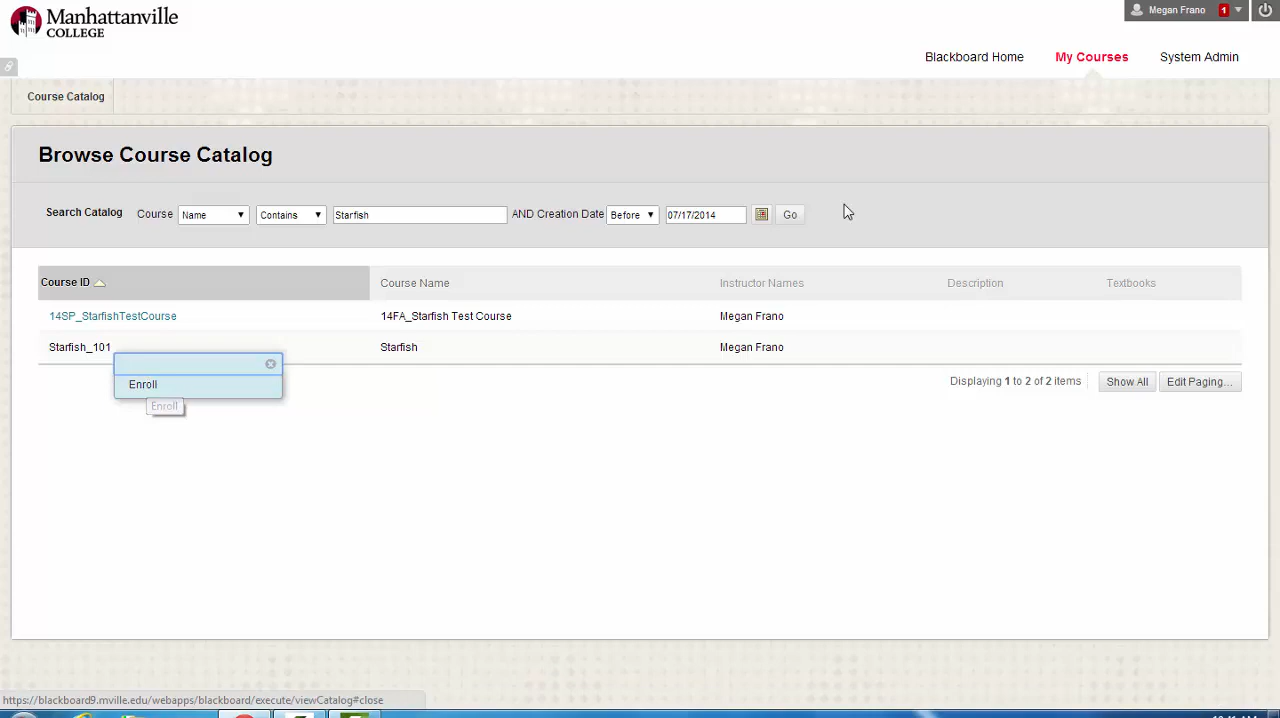 Manhattanville
COLLEGE
Megan Frano 1
Blackboard Home My Courses System Admin
Course Catalog
Browse Course Catalog
Search Catalog Course Name Contains Starfish AND Creation Date Before 07/17/2014 Go
Course ID Course Name Instructor Names Description Textbooks
14SP_StarfishTestCourse 14FA_Starfish Test Course Megan Frano
Starfish_101 Starfish Megan Frano
Enroll
Enroll
Displaying 1 to 2 of 2 items Show All Edit Paging...
https://blackboard9.mville.edu/webapps/blackboard/execute/viewCatalog#close